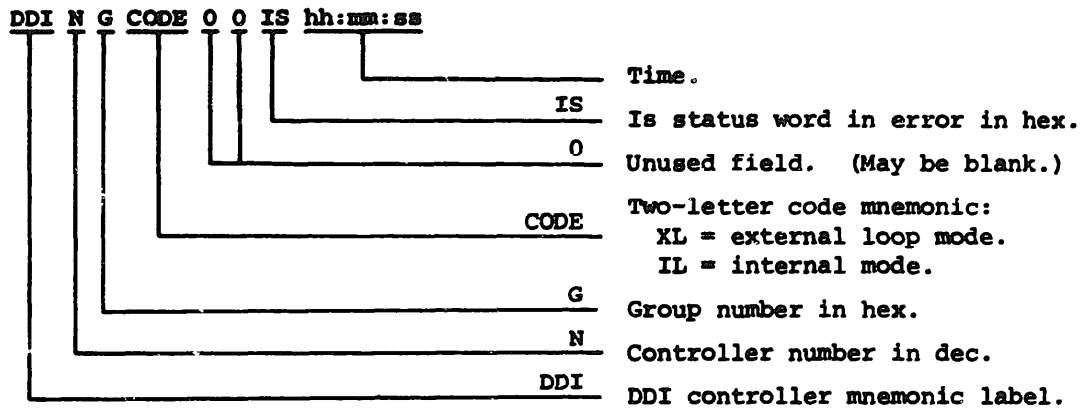 DDI N G CODE 0 0 IS hh:mm:ss
Time.
IS
Is status word in error in hex.
0
Unused field. (May be blank.)
CODE
Two-letter code mnemonic:
XL = external loop mode.
IL = internal mode.
G
Group number in hex.
N
Controller number in dec.
DDI
DDI controller mnemonic label.